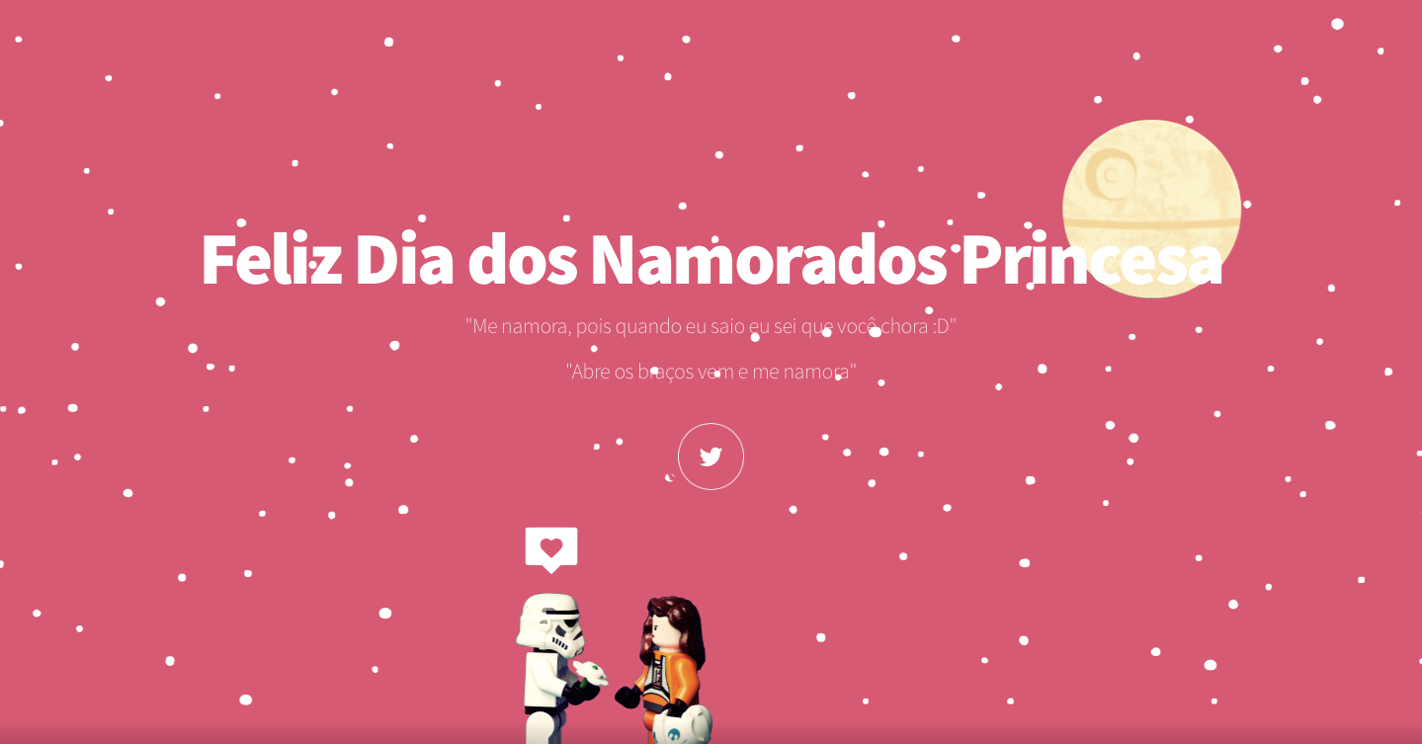 Feliz Dia dos Namorados Princesa
"Me namora, pois quando eu saio eu sei que você chora :D"
"Abre os braços vem e me namora"